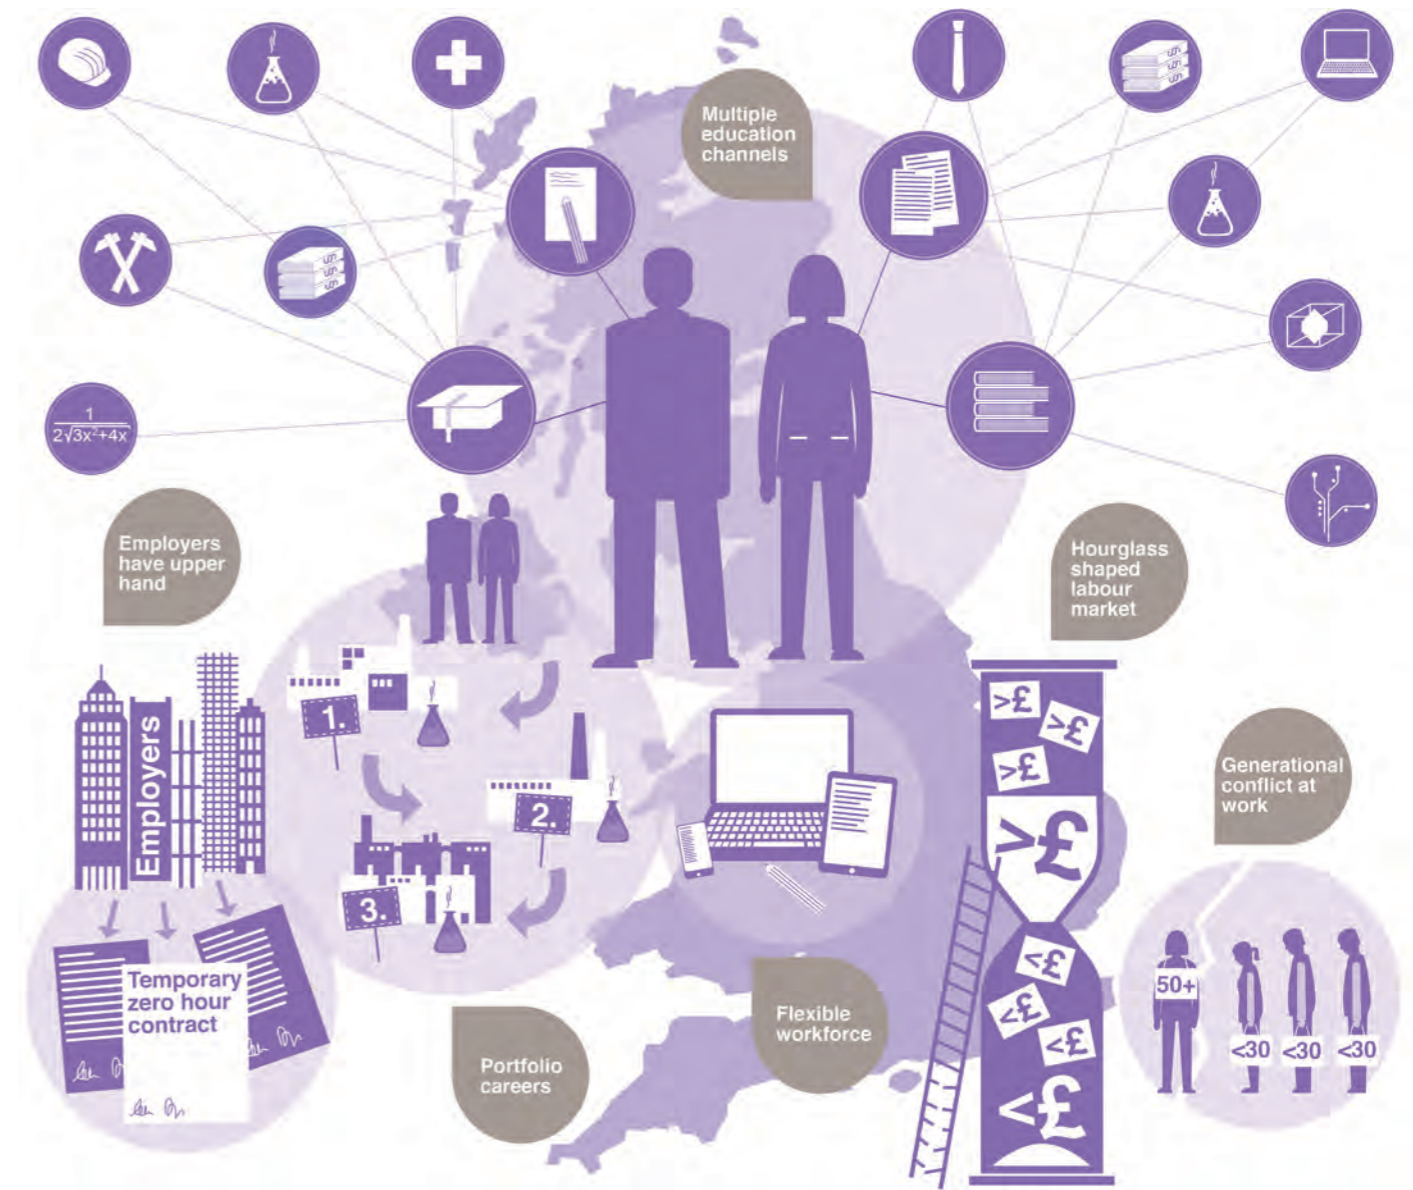 Multiple
education
channels
1
2√3x²+4x
Employers
have upper
hand
Hourglass
shaped
labour
market
Employers
1.
2.
3.
>£
>£
>£
>£
<£
<£
<£
<£
Generational
conflict at
work
50+
<30 <30 <30
Temporary
zero hour
contract
Portfolio
careers
Flexible
workforce